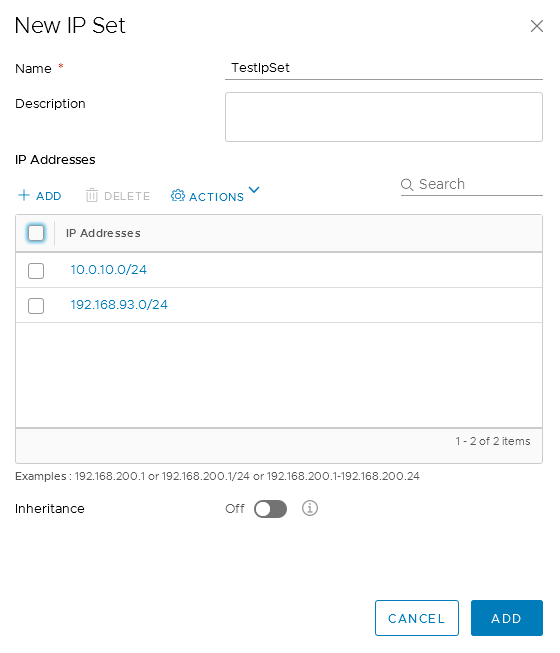 New IP Set
Name *
TestIpSet
Description
IP Addresses
ADD
DELETE
ACTIONS
Search
IP Addresses
10.0.10.0/24
192.168.93.0/24
1 - 2 of 2 items
Examples : 192.168.200.1 or 192.168.200.1/24 or 192.168.200.1-192.168.200.24
Inheritance
Off
CANCEL
ADD